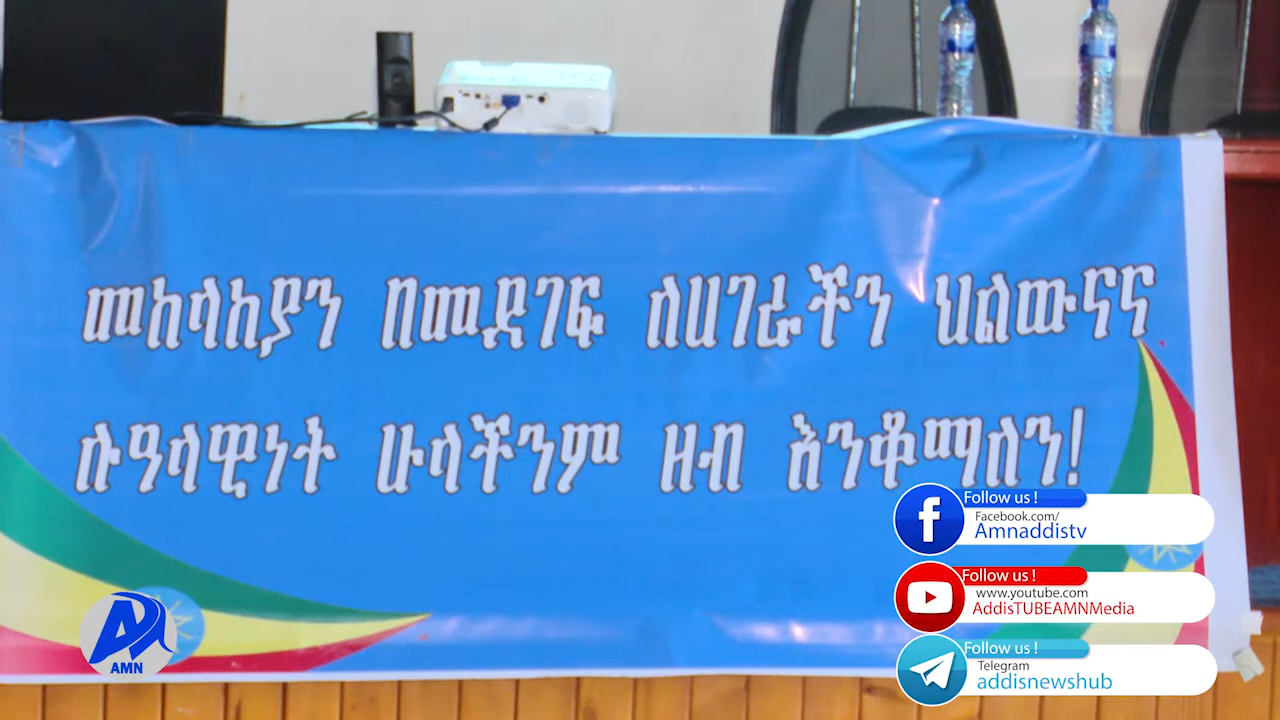 መከላከያን በመደገፍ ለሀገራችን ህልውናና
ሉዓላዊነት ሁላችንም ዘብ እንቆማለን!
Follow us !
Facebook.com/
Amnaddistv
Follow us !
www.youtube.com
AddisTUBEAMNMedia
Follow us !
Telegram
addisnewshub
AMN